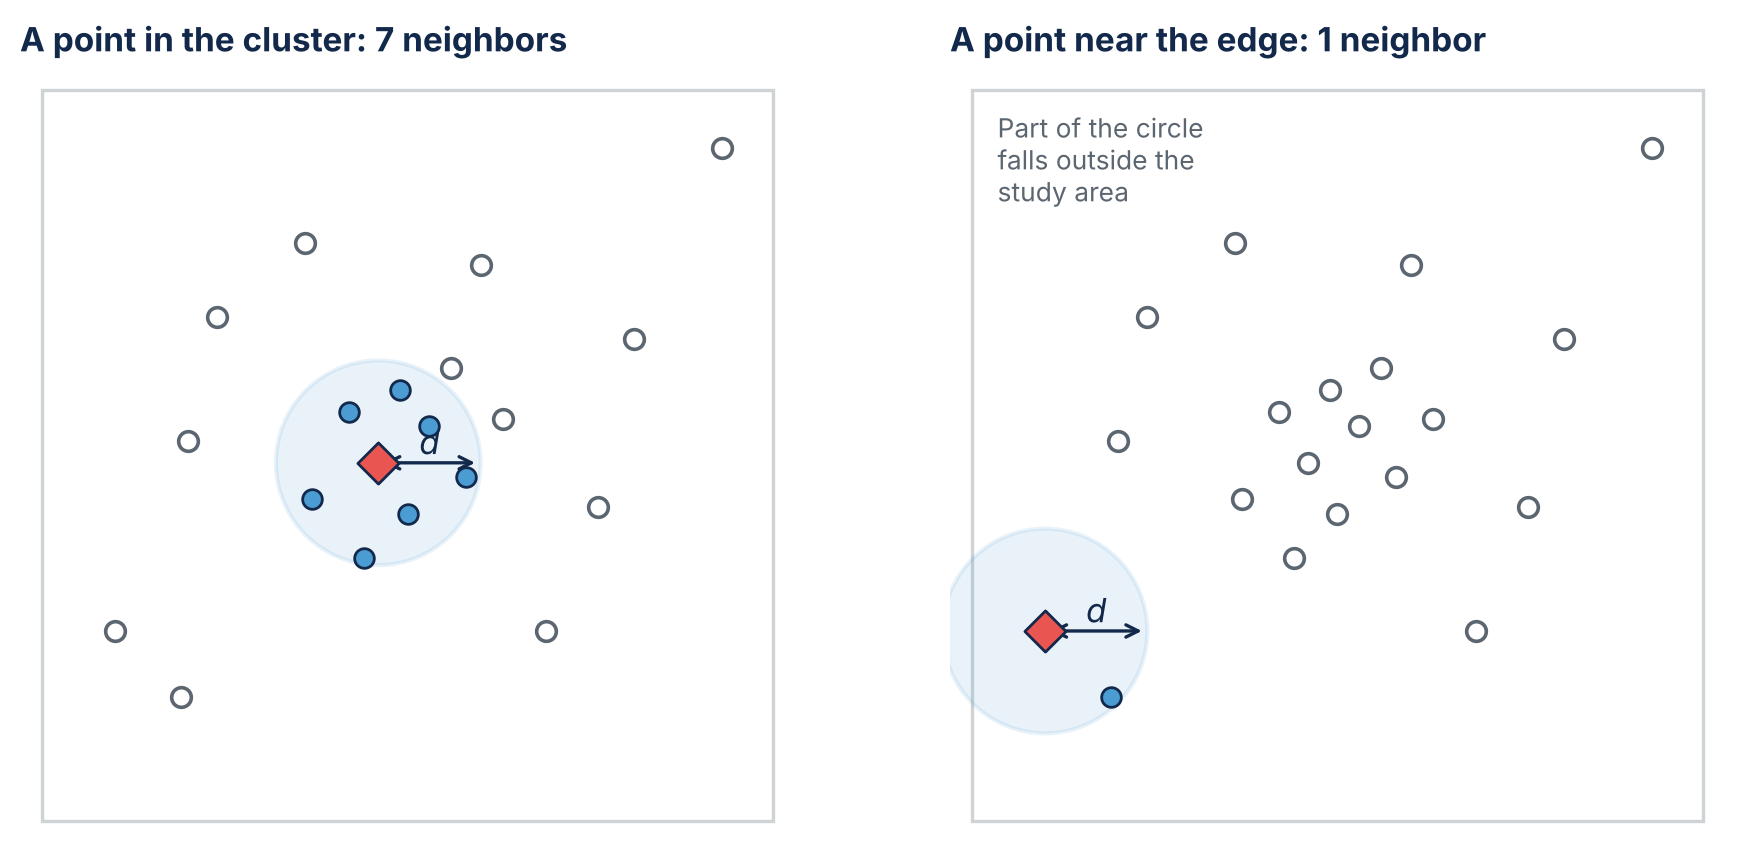 A point in the cluster: 7 neighbors
d
A point near the edge: 1 neighbor
Part of the circle
falls outside the
study area
d